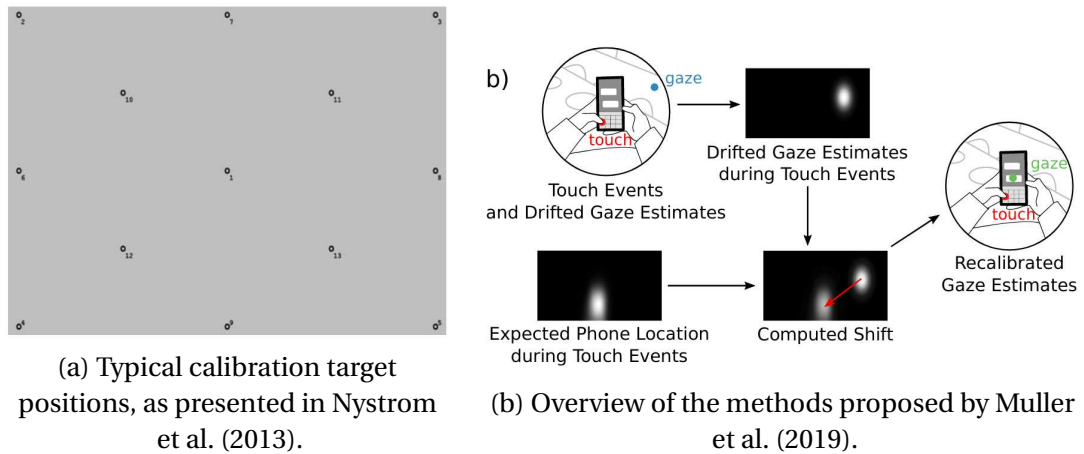 2
7
3
10
11
6
1
8
12
13
4
9
5
(a) Typical calibration target
positions, as presented in Nystrom
et al. (2013).
b)
gaze
touch
Touch Events
and Drifted Gaze Estimates
Drifted Gaze Estimates
during Touch Events
Expected Phone Location
during Touch Events
Computed Shift
gaze
touch
Recalibrated
Gaze Estimates
(b) Overview of the methods proposed by Muller
et al. (2019).